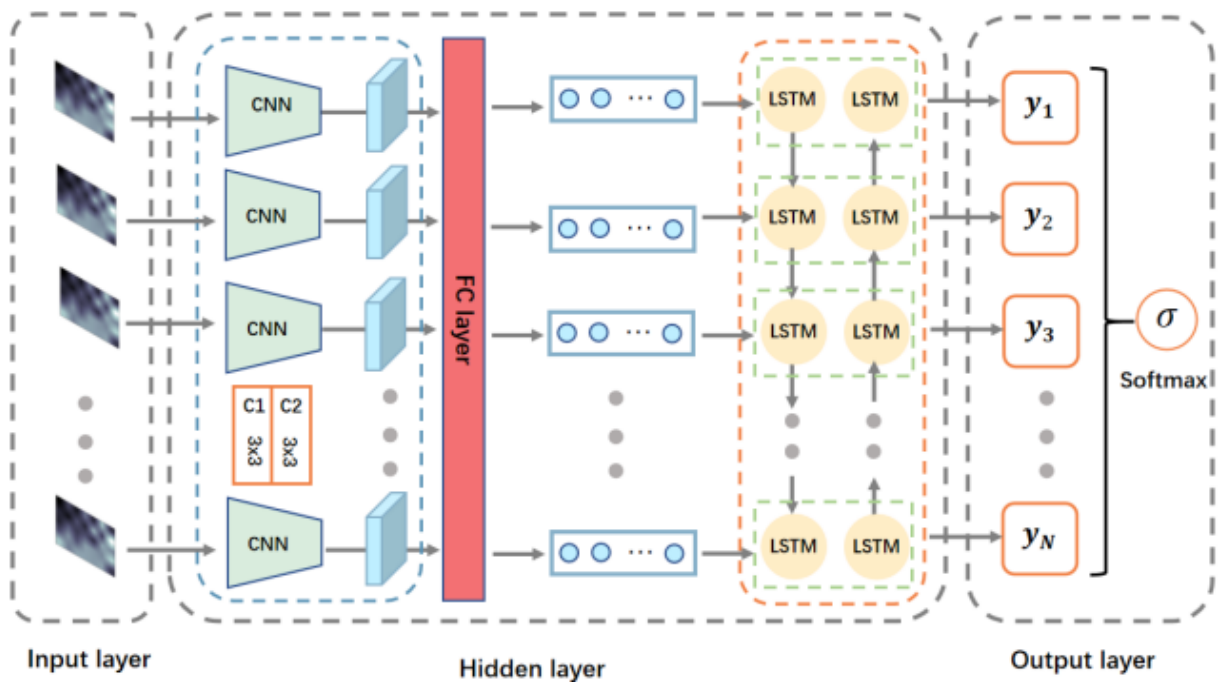 CNN
LSTM LSTM
y₁
CNN
LSTM LSTM
y₂
FC layer
CNN
LSTM LSTM
y₃
σ
Softmax
C1 C2
3x3 3x3
CNN
LSTM LSTM
y_N
Input layer
Hidden layer
Output layer